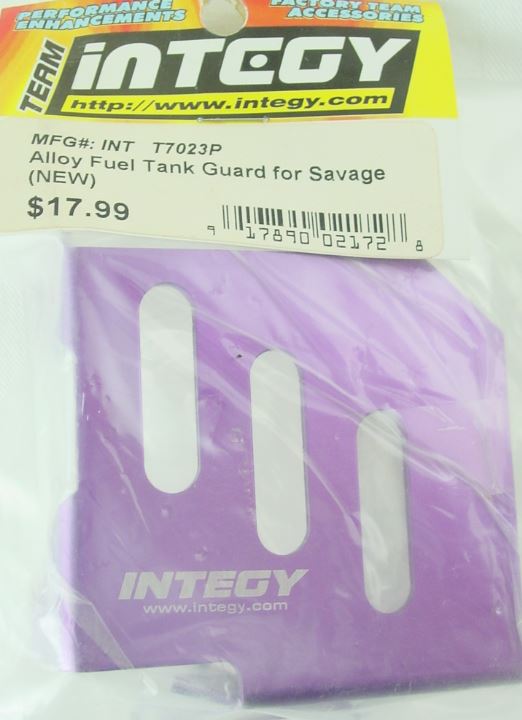 PERFORMANCE
ENHANCEMENTS
FACTORY TEAM
ACCESSORIES
TEAM
INTEGY
http://www.integy.com
MFG#: INT T7023P
Alloy Fuel Tank Guard for Savage
(NEW)
$17.99
9 17890 02172 8
INTEGY
www.integy.com